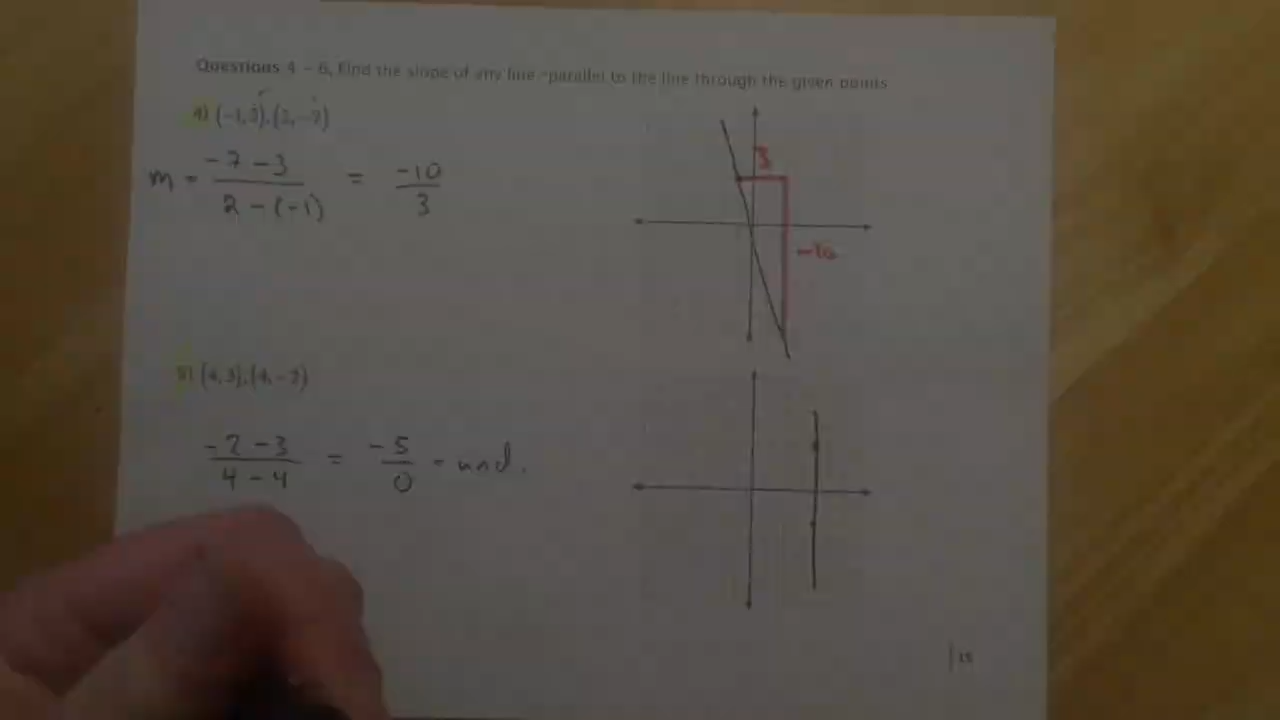 Questions 4 – 6, Find the slope of any line parallel to the line through the given points
4) (−1,3),(2,−7)
m = −7 −3 / 2 −(−1) = −10 / 3
3
−10
5) (4,3),(4,−2)
−2 −3 / 4 − 4 = −5 / 0 = und.